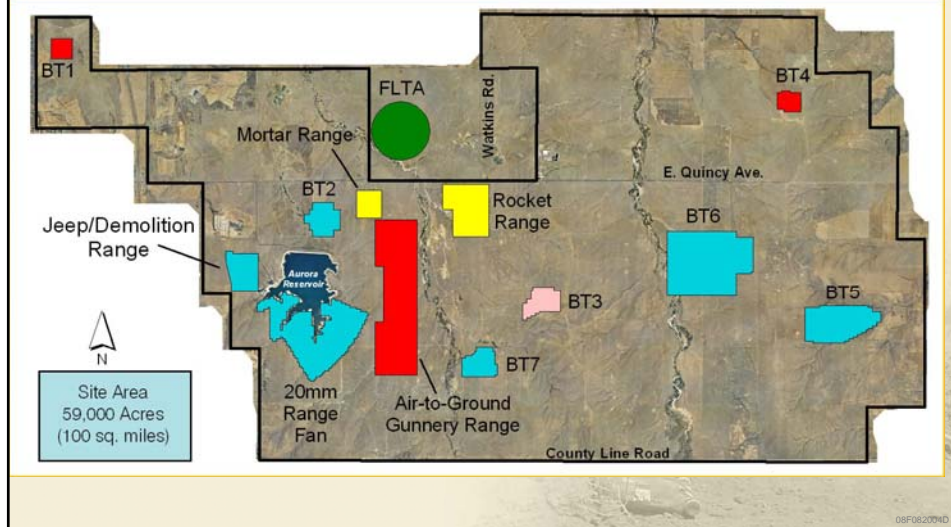 BT1
FLTA
Watkins Rd.
BT4
Mortar Range
E. Quincy Ave.
BT2
Rocket
Range
BT6
Jeep/Demolition
Range
Aurora
Reservoir
BT3
BT5
N
BT7
Site Area
59,000 Acres
(100 sq. miles)
20mm
Range
Fan
Air-to-Ground
Gunnery Range
County Line Road
08F082004D